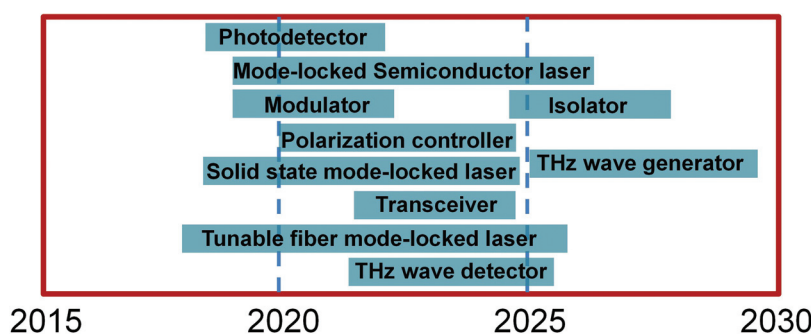 Photodetector
Mode-locked Semiconductor laser
Modulator
Isolator
Polarization controller
Solid state mode-locked laser
THz wave generator
Transceiver
Tunable fiber mode-locked laser
THz wave detector
2015
2020
2025
2030